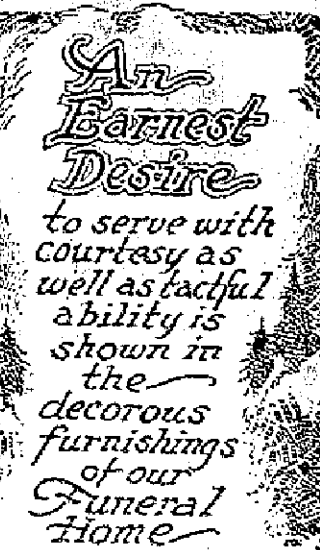 An
Earnest
Desire
to serve with
courtesy as
well as tactful
ability is
shown in
the
decorous
furnishings
of our
Funeral
Home